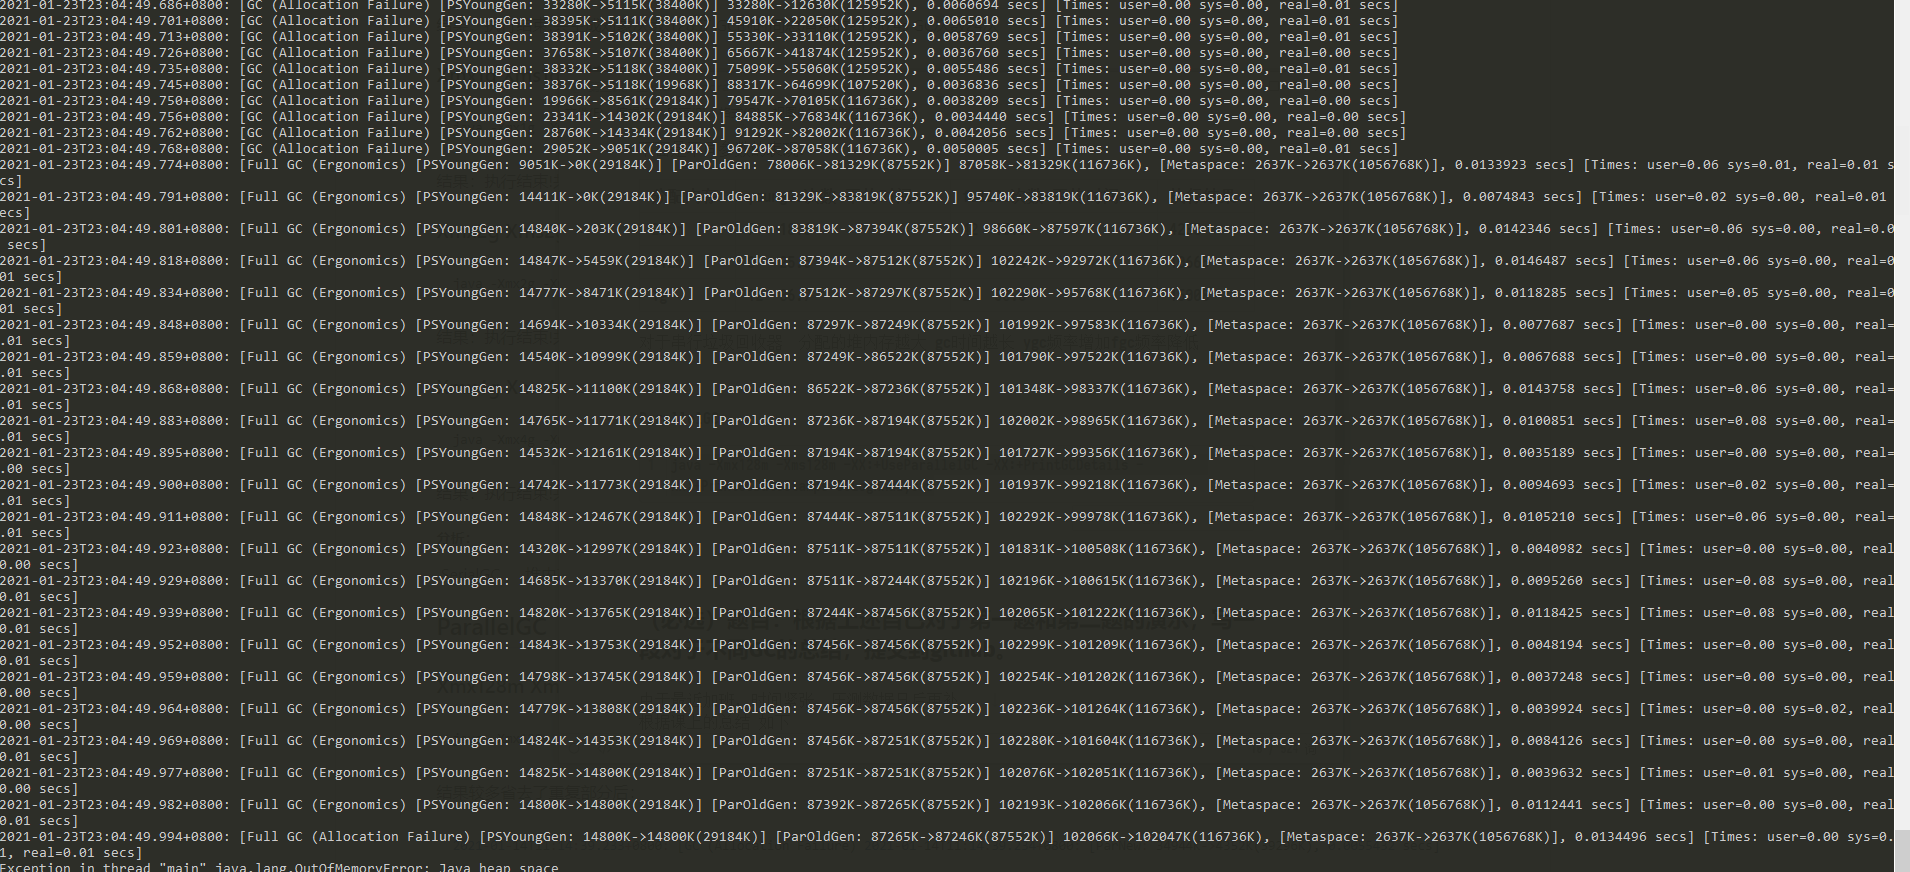 2021-01-23T23:04:49.686+0800: [GC (Allocation Failure) [PSYoungGen: 33280K->5115K(38400K)] 33280K->12630K(125952K), 0.0060694 secs] [Times: user=0.00 sys=0.00, real=0.01 secs]
2021-01-23T23:04:49.701+0800: [GC (Allocation Failure) [PSYoungGen: 38395K->5111K(38400K)] 45910K->22050K(125952K), 0.0065010 secs] [Times: user=0.00 sys=0.00, real=0.01 secs]
2021-01-23T23:04:49.713+0800: [GC (Allocation Failure) [PSYoungGen: 38391K->5102K(38400K)] 55330K->33110K(125952K), 0.0058769 secs] [Times: user=0.00 sys=0.00, real=0.01 secs]
2021-01-23T23:04:49.726+0800: [GC (Allocation Failure) [PSYoungGen: 37658K->5107K(38400K)] 65667K->41874K(125952K), 0.0036760 secs] [Times: user=0.00 sys=0.00, real=0.00 secs]
2021-01-23T23:04:49.735+0800: [GC (Allocation Failure) [PSYoungGen: 38332K->5118K(38400K)] 75099K->55060K(125952K), 0.0055486 secs] [Times: user=0.00 sys=0.00, real=0.01 secs]
2021-01-23T23:04:49.745+0800: [GC (Allocation Failure) [PSYoungGen: 38376K->5118K(19968K)] 88317K->64699K(107520K), 0.0036836 secs] [Times: user=0.00 sys=0.00, real=0.00 secs]
2021-01-23T23:04:49.750+0800: [GC (Allocation Failure) [PSYoungGen: 19966K->8561K(29184K)] 79547K->70105K(116736K), 0.0038209 secs] [Times: user=0.00 sys=0.00, real=0.00 secs]
2021-01-23T23:04:49.756+0800: [GC (Allocation Failure) [PSYoungGen: 23341K->14302K(29184K)] 84885K->76834K(116736K), 0.0034440 secs] [Times: user=0.00 sys=0.00, real=0.00 secs]
2021-01-23T23:04:49.762+0800: [GC (Allocation Failure) [PSYoungGen: 28760K->14334K(29184K)] 91292K->82002K(116736K), 0.0042056 secs] [Times: user=0.00 sys=0.00, real=0.00 secs]
2021-01-23T23:04:49.768+0800: [GC (Allocation Failure) [PSYoungGen: 29052K->9051K(29184K)] 96720K->87058K(116736K), 0.0050005 secs] [Times: user=0.00 sys=0.00, real=0.01 secs]
2021-01-23T23:04:49.774+0800: [Full GC (Ergonomics) [PSYoungGen: 9051K->0K(29184K)] [ParOldGen: 78006K->81329K(87552K)] 87058K->81329K(116736K), [Metaspace: 2637K->2637K(1056768K)], 0.0133923 secs] [Times: user=0.06 sys=0.01, real=0.01 s
cs]
2021-01-23T23:04:49.791+0800: [Full GC (Ergonomics) [PSYoungGen: 14411K->0K(29184K)] [ParOldGen: 81329K->83819K(87552K)] 95740K->83819K(116736K), [Metaspace: 2637K->2637K(1056768K)], 0.0074843 secs] [Times: user=0.02 sys=0.00, real=0.01
ecs]
2021-01-23T23:04:49.801+0800: [Full GC (Ergonomics) [PSYoungGen: 14840K->203K(29184K)] [ParOldGen: 83819K->87394K(87552K)] 98660K->87597K(116736K), [Metaspace: 2637K->2637K(1056768K)], 0.0142346 secs] [Times: user=0.06 sys=0.00, real=0.0
secs]
2021-01-23T23:04:49.818+0800: [Full GC (Ergonomics) [PSYoungGen: 14847K->5459K(29184K)] [ParOldGen: 87394K->87512K(87552K)] 102242K->92972K(116736K), [Metaspace: 2637K->2637K(1056768K)], 0.0146487 secs] [Times: user=0.06 sys=0.00, real=0
01 secs]
2021-01-23T23:04:49.834+0800: [Full GC (Ergonomics) [PSYoungGen: 14777K->8471K(29184K)] [ParOldGen: 87512K->87297K(87552K)] 102290K->95768K(116736K), [Metaspace: 2637K->2637K(1056768K)], 0.0118285 secs] [Times: user=0.05 sys=0.00, real=0
01 secs]
2021-01-23T23:04:49.848+0800: [Full GC (Ergonomics) [PSYoungGen: 14694K->10334K(29184K)] [ParOldGen: 87297K->87249K(87552K)] 101992K->97583K(116736K), [Metaspace: 2637K->2637K(1056768K)], 0.0077687 secs] [Times: user=0.00 sys=0.00, real=
.01 secs]
2021-01-23T23:04:49.859+0800: [Full GC (Ergonomics) [PSYoungGen: 14540K->10999K(29184K)] [ParOldGen: 87249K->86522K(87552K)] 101790K->97522K(116736K), [Metaspace: 2637K->2637K(1056768K)], 0.0067688 secs] [Times: user=0.00 sys=0.00, real=
.01 secs]
2021-01-23T23:04:49.868+0800: [Full GC (Ergonomics) [PSYoungGen: 14825K->11100K(29184K)] [ParOldGen: 86522K->87236K(87552K)] 101348K->98337K(116736K), [Metaspace: 2637K->2637K(1056768K)], 0.0143758 secs] [Times: user=0.06 sys=0.00, real=
.01 secs]
2021-01-23T23:04:49.883+0800: [Full GC (Ergonomics) [PSYoungGen: 14765K->11771K(29184K)] [ParOldGen: 87236K->87194K(87552K)] 102002K->98965K(116736K), [Metaspace: 2637K->2637K(1056768K)], 0.0100851 secs] [Times: user=0.08 sys=0.00, real=
.01 secs]
2021-01-23T23:04:49.895+0800: [Full GC (Ergonomics) [PSYoungGen: 14532K->12161K(29184K)] [ParOldGen: 87194K->87194K(87552K)] 101727K->99356K(116736K), [Metaspace: 2637K->2637K(1056768K)], 0.0035189 secs] [Times: user=0.00 sys=0.00, real=
.00 secs]
2021-01-23T23:04:49.900+0800: [Full GC (Ergonomics) [PSYoungGen: 14742K->11773K(29184K)] [ParOldGen: 87194K->87444K(87552K)] 101937K->99218K(116736K), [Metaspace: 2637K->2637K(1056768K)], 0.0094693 secs] [Times: user=0.02 sys=0.00, real=
.01 secs]
2021-01-23T23:04:49.911+0800: [Full GC (Ergonomics) [PSYoungGen: 14848K->12467K(29184K)] [ParOldGen: 87444K->87511K(87552K)] 102292K->99978K(116736K), [Metaspace: 2637K->2637K(1056768K)], 0.0105210 secs] [Times: user=0.06 sys=0.00, real=
.01 secs]
2021-01-23T23:04:49.923+0800: [Full GC (Ergonomics) [PSYoungGen: 14320K->12997K(29184K)] [ParOldGen: 87511K->87511K(87552K)] 101831K->100508K(116736K), [Metaspace: 2637K->2637K(1056768K)], 0.0040982 secs] [Times: user=0.00 sys=0.00, real
0.00 secs]
2021-01-23T23:04:49.929+0800: [Full GC (Ergonomics) [PSYoungGen: 14685K->13370K(29184K)] [ParOldGen: 87511K->87244K(87552K)] 102196K->100615K(116736K), [Metaspace: 2637K->2637K(1056768K)], 0.0095260 secs] [Times: user=0.08 sys=0.00, real
0.01 secs]
2021-01-23T23:04:49.939+0800: [Full GC (Ergonomics) [PSYoungGen: 14820K->13765K(29184K)] [ParOldGen: 87244K->87456K(87552K)] 102065K->101222K(116736K), [Metaspace: 2637K->2637K(1056768K)], 0.0118425 secs] [Times: user=0.08 sys=0.00, real
0.01 secs]
2021-01-23T23:04:49.952+0800: [Full GC (Ergonomics) [PSYoungGen: 14843K->13753K(29184K)] [ParOldGen: 87456K->87456K(87552K)] 102299K->101209K(116736K), [Metaspace: 2637K->2637K(1056768K)], 0.0048194 secs] [Times: user=0.00 sys=0.00, real
0.01 secs]
2021-01-23T23:04:49.959+0800: [Full GC (Ergonomics) [PSYoungGen: 14798K->13745K(29184K)] [ParOldGen: 87456K->87456K(87552K)] 102254K->101202K(116736K), [Metaspace: 2637K->2637K(1056768K)], 0.0037248 secs] [Times: user=0.00 sys=0.00, real
0.00 secs]
2021-01-23T23:04:49.964+0800: [Full GC (Ergonomics) [PSYoungGen: 14779K->13808K(29184K)] [ParOldGen: 87456K->87456K(87552K)] 102236K->101264K(116736K), [Metaspace: 2637K->2637K(1056768K)], 0.0039924 secs] [Times: user=0.00 sys=0.02, real
0.00 secs]
2021-01-23T23:04:49.969+0800: [Full GC (Ergonomics) [PSYoungGen: 14824K->14353K(29184K)] [ParOldGen: 87456K->87251K(87552K)] 102280K->101604K(116736K), [Metaspace: 2637K->2637K(1056768K)], 0.0084126 secs] [Times: user=0.00 sys=0.00, real
0.01 secs]
2021-01-23T23:04:49.977+0800: [Full GC (Ergonomics) [PSYoungGen: 14825K->14800K(29184K)] [ParOldGen: 87251K->87251K(87552K)] 102076K->102051K(116736K), [Metaspace: 2637K->2637K(1056768K)], 0.0039632 secs] [Times: user=0.01 sys=0.00, real
0.00 secs]
2021-01-23T23:04:49.982+0800: [Full GC (Ergonomics) [PSYoungGen: 14800K->14800K(29184K)] [ParOldGen: 87392K->87265K(87552K)] 102193K->102066K(116736K), [Metaspace: 2637K->2637K(1056768K)], 0.0112441 secs] [Times: user=0.00 sys=0.00, real
0.01 secs]
2021-01-23T23:04:49.994+0800: [Full GC (Allocation Failure) [PSYoungGen: 14800K->14800K(29184K)] [ParOldGen: 87265K->87246K(87552K)] 102066K->102047K(116736K), [Metaspace: 2637K->2637K(1056768K)], 0.0134496 secs] [Times: user=0.00 sys=0.
1, real=0.01 secs]
Exception in thread "main" java.lang.OutOfMemoryError: Java heap space